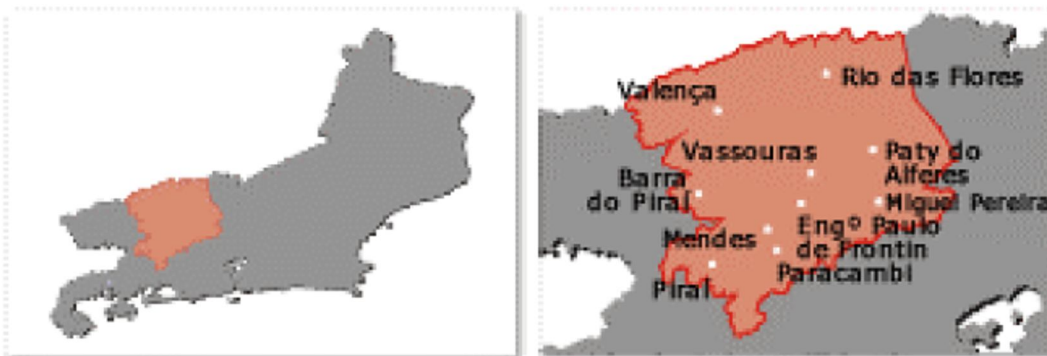 Rio das Flores
Valença
Vassouras
Paty do
Alferes
Barra
do Piraí
Miguel Pereira
Engº Paulo
de Frontin
Mendes
Paracambi
Piraí